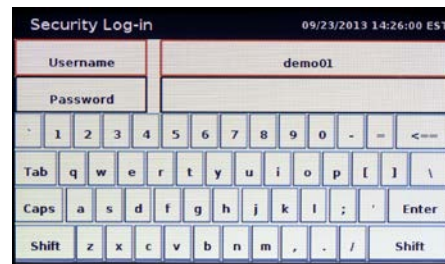 Security Log-in 09/23/2013 14:26:00 EST
Username demo01
Password
` 1 2 3 4 5 6 7 8 9 0 - = <==
Tab q w e r t y u i o p [ ] \
Caps a s d f g h j k l ; ' Enter
Shift z x c v b n m , . / Shift